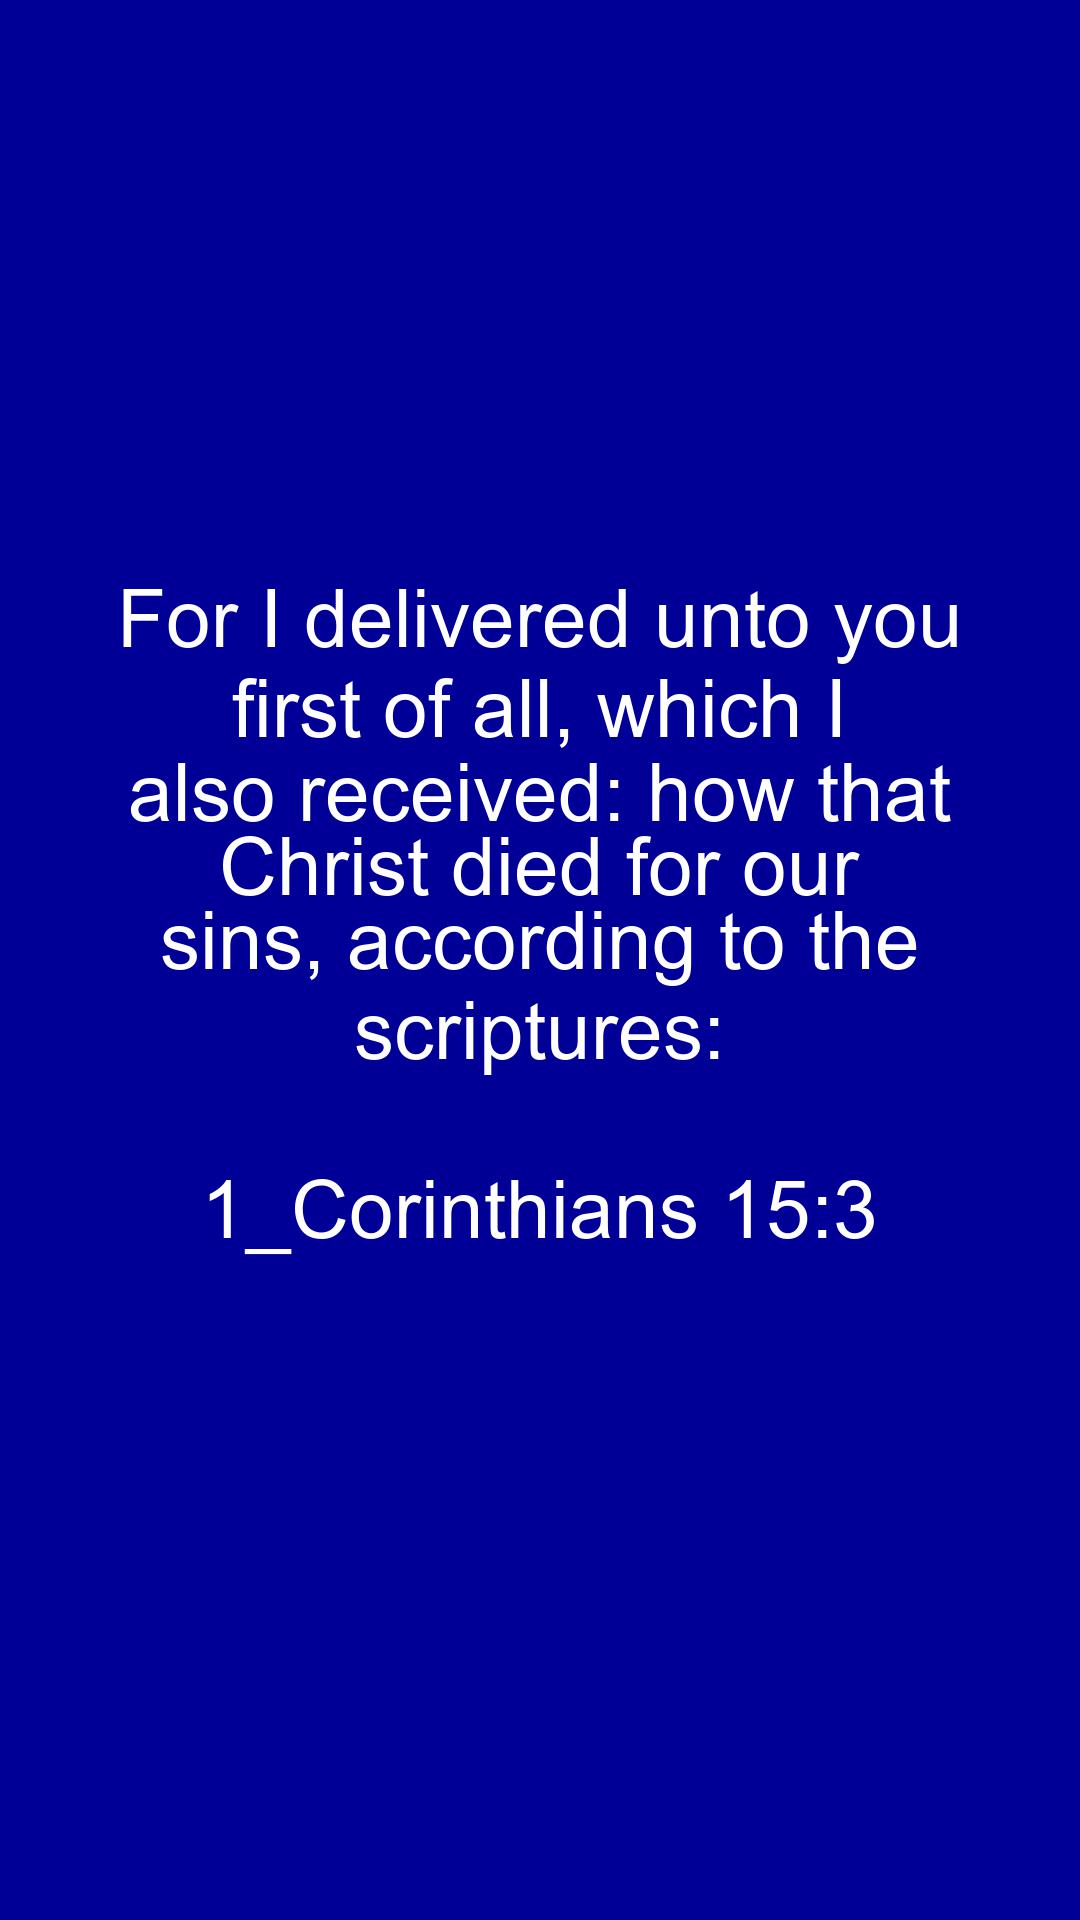 For I delivered unto you
first of all, which I
also received: how that
Christ died for our
sins, according to the
scriptures:
1_Corinthians 15:3